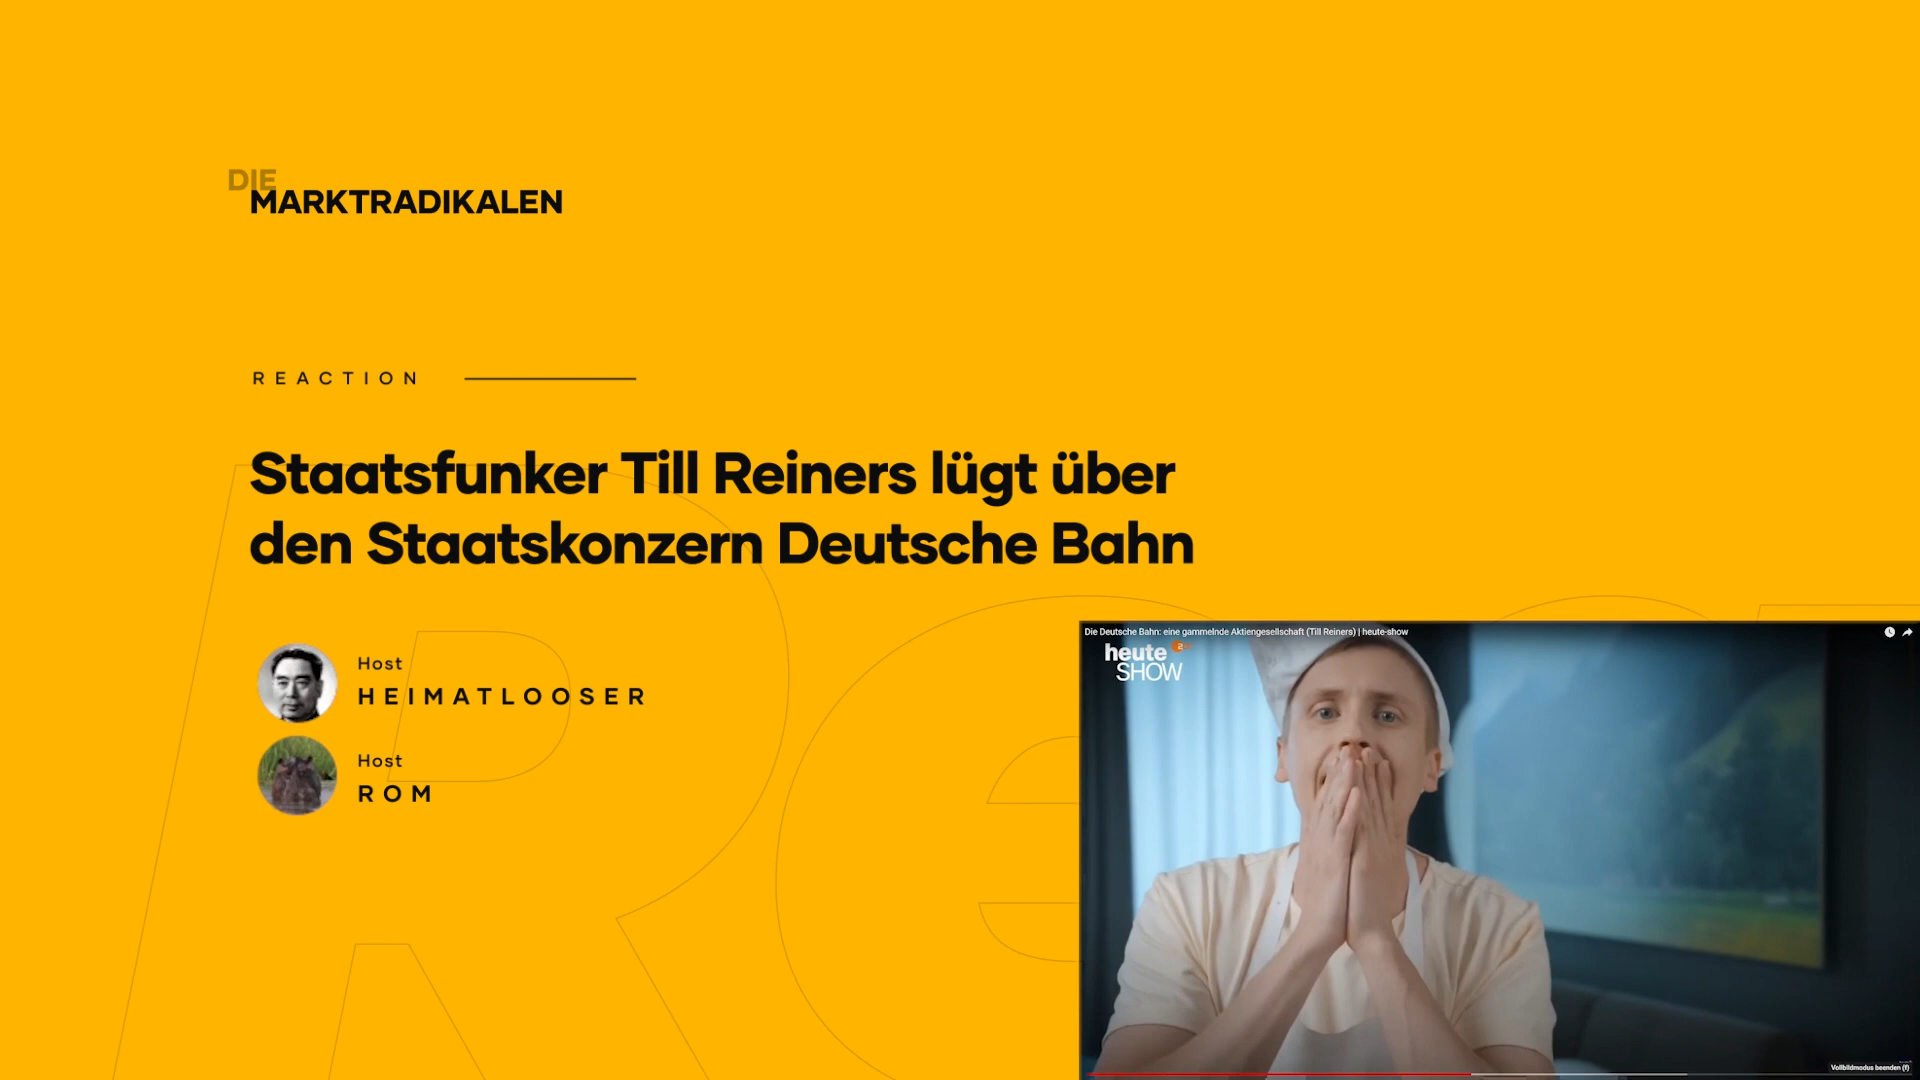 DIE
MARKTRADIKALEN
REACTION
Staatsfunker Till Reiners lügt über
den Staatskonzern Deutsche Bahn
Host
HEIMATLOOSER
Host
ROM
Die Deutsche Bahn: eine gammelnde Aktiengesellschaft (Till Reiners) | heute-show
heute
SHOW
Vollbildmodus beenden (f)